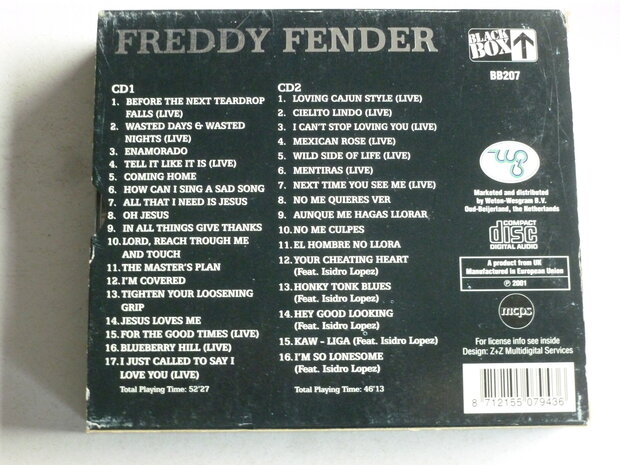 FREDDY FENDER
BLACK BOX
BB207
CD1
1. BEFORE THE NEXT TEARDROP
FALLS (LIVE)
2. WASTED DAYS & WASTED
NIGHTS (LIVE)
3. ENAMORADO
4. TELL IT LIKE IT IS (LIVE)
5. COMING HOME
6. HOW CAN I SING A SAD SONG
7. ALL THAT I NEED IS JESUS
8. OH JESUS
9. IN ALL THINGS GIVE THANKS
10. LORD, REACH TROUGH ME
AND TOUCH
11. THE MASTER'S PLAN
12. I'M COVERED
13. TIGHTEN YOUR LOOSENING
GRIP
14. JESUS LOVES ME
15. FOR THE GOOD TIMES (LIVE)
16. BLUEBERRY HILL (LIVE)
17. I JUST CALLED TO SAY I
LOVE YOU (LIVE)
Total Playing Time: 52'27
CD2
1. LOVING CAJUN STYLE (LIVE)
2. CIELITO LINDO (LIVE)
3. I CAN'T STOP LOVING YOU (LIVE)
4. MEXICAN ROSE (LIVE)
5. WILD SIDE OF LIFE (LIVE)
6. MENTIRAS (LIVE)
7. NEXT TIME YOU SEE ME (LIVE)
8. NO ME QUIERES VER
9. AUNQUE ME HAGAS LLORAR
10. NO ME CULPES
11. EL HOMBRE NO LLORA
12. YOUR CHEATING HEART
(Feat. Isidro Lopez)
13. HONKY TONK BLUES
(Feat. Isidro Lopez)
14. HEY GOOD LOOKING
(Feat. Isidro Lopez)
15. KAW - LIGA (Feat. Isidro Lopez)
16. I'M SO LONESOME
(Feat. Isidro Lopez)
Total Playing Time: 46'13
Marketed and distributed
by Weton-Wesgram B.V.
Oud-Beijerland, the Netherlands
COMPACT
disc
DIGITAL AUDIO
A product from UK
Manufactured in European Union
℗ 2001
mcps
For license info see inside
Design: Z+Z Multidigital Services
8 712155 079436